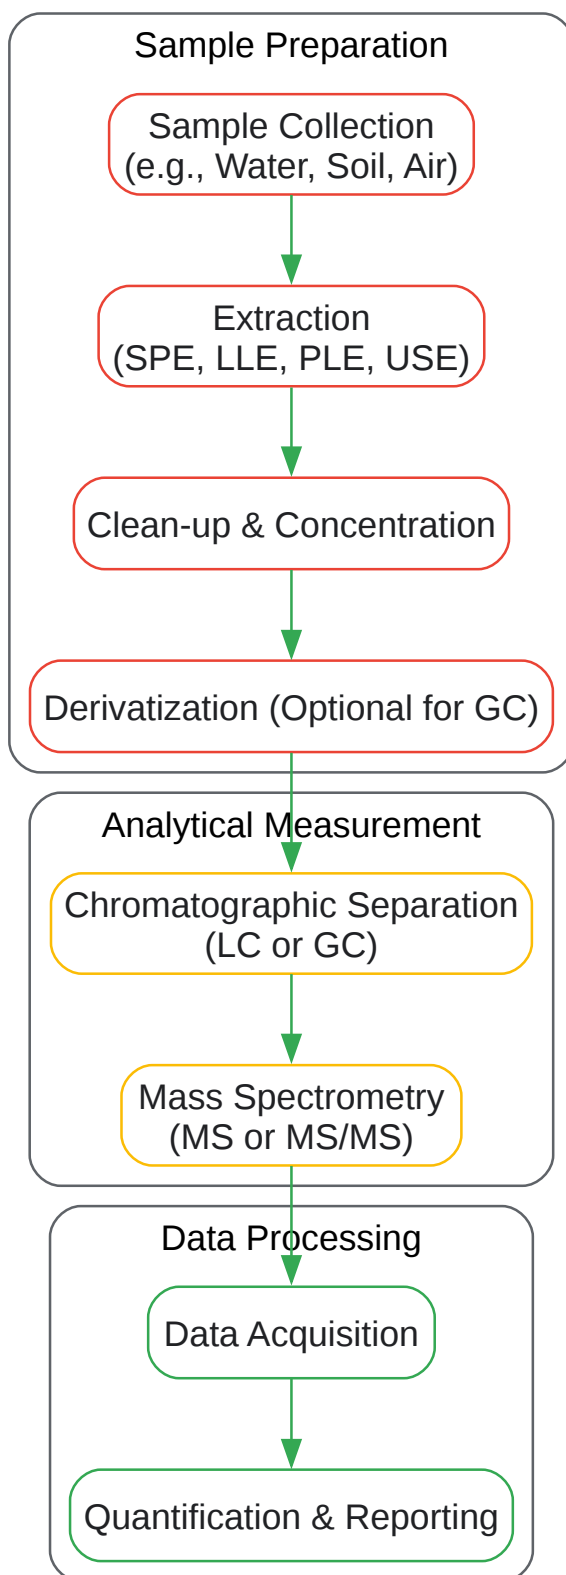 Sample Preparation
Sample Collection
(e.g., Water, Soil, Air)
Extraction
(SPE, LLE, PLE, USE)
Clean-up & Concentration
Derivatization (Optional for GC)
Analytical Measurement
Chromatographic Separation
(LC or GC)
Mass Spectrometry
(MS or MS/MS)
Data Processing
Data Acquisition
Quantification & Reporting